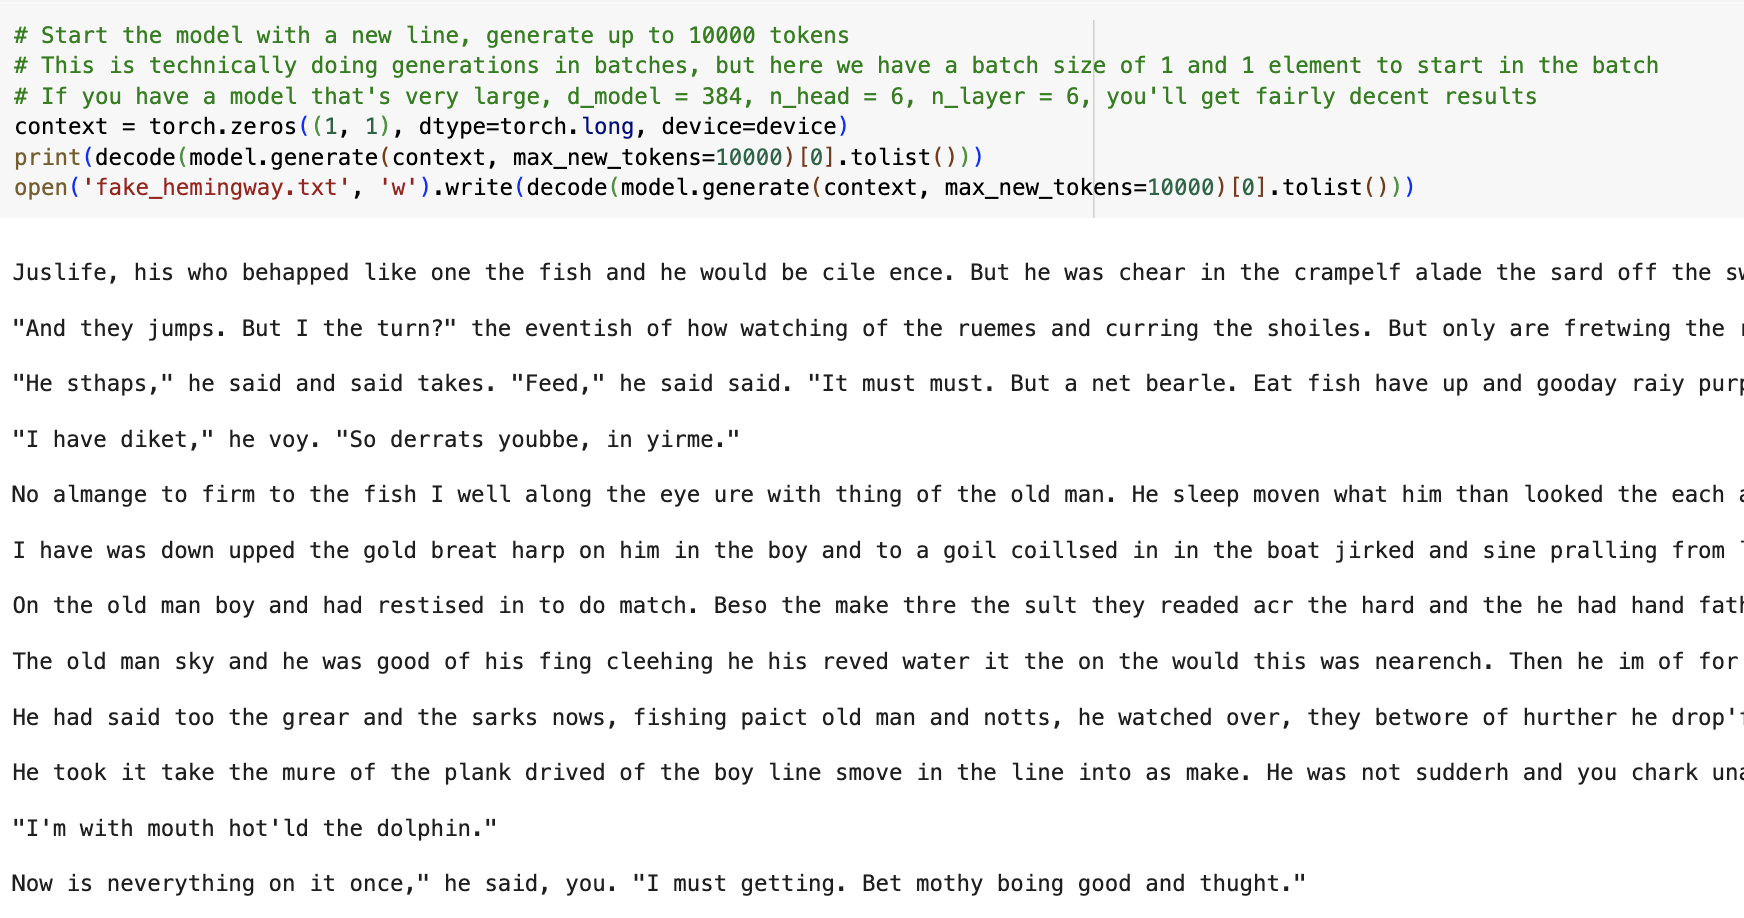 # Start the model with a new line, generate up to 10000 tokens
# This is technically doing generations in batches, but here we have a batch size of 1 and 1 element to start in the batch
# If you have a model that's very large, d_model = 384, n_head = 6, n_layer = 6, you'll get fairly decent results
context = torch.zeros((1, 1), dtype=torch.long, device=device)
print(decode(model.generate(context, max_new_tokens=10000)[0].tolist()))
open('fake_hemingway.txt', 'w').write(decode(model.generate(context, max_new_tokens=10000)[0].tolist()))
Juslife, his who behapped like one the fish and he would be cile ence. But he was chear in the crampelf alade the sard off the
"And they jumps. But I the turn?" the eventish of how watching of the ruemes and curring the shoiles. But only are fretwing the
"He sthaps," he said and said takes. "Feed," he said said. "It must must. But a net bearle. Eat fish have up and gooday raiy
"I have diket," he voy. "So derrats youbbe, in yirme."
No almange to firm to the fish I well along the eye ure with thing of the old man. He sleep moven what him than looked the each
I have was down upped the gold breat harp on him in the boy and to a goil coillsed in in the boat jirked and sine pralling from
On the old man boy and had restised in to do match. Beso the make thre the sult they readed acr the hard and the he had hand
The old man sky and he was good of his fing cleehing he his reved water it the on the would this was nearench. Then he im of for
He had said too the grear and the sarks nows, fishing paict old man and notts, he watched over, they betwore of hurther he
He took it take the mure of the plank drived of the boy line smove in the line into as make. He was not sudderh and you chark
"I'm with mouth hot'ld the dolphin."
Now is neverything on it once," he said, you. "I must getting. Bet mothy boing good and thught."